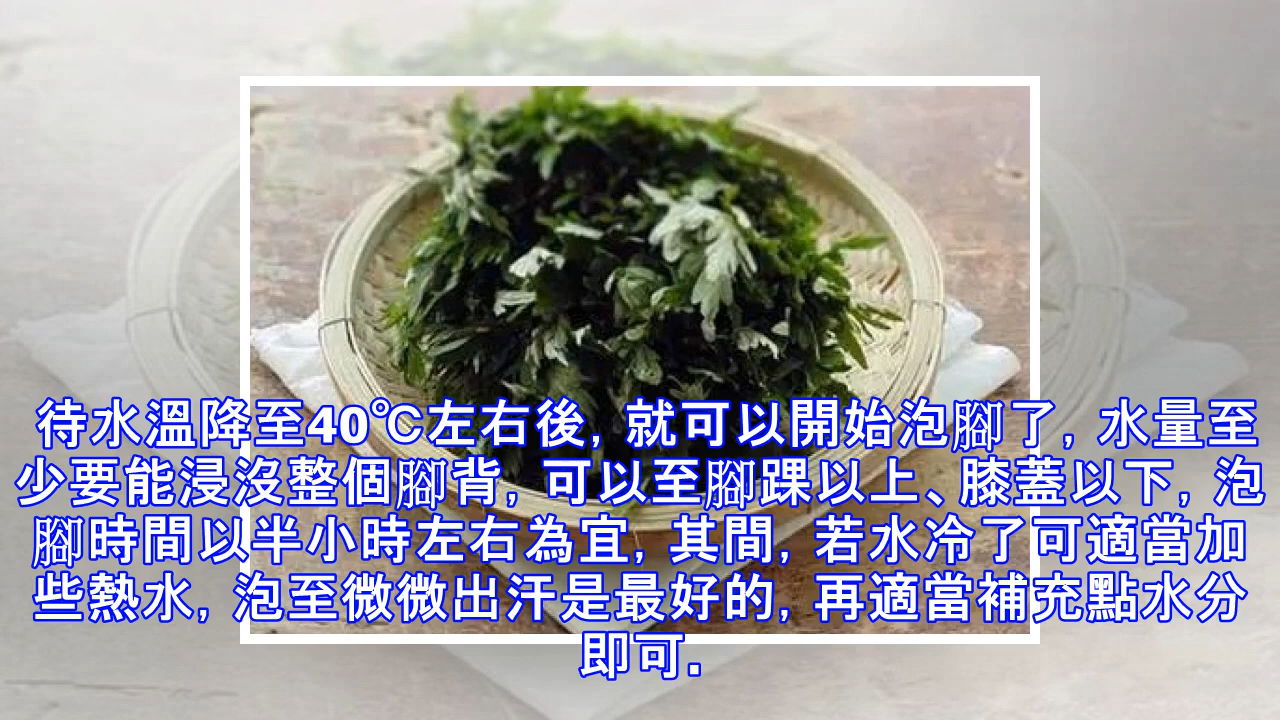 待水溫降至40℃左右後, 就可以開始泡腳了, 水量至
少要能浸沒整個腳背, 可以至腳踝以上、膝蓋以下, 泡
腳時間以半小時左右為宜, 其間, 若水冷了可適當加
些熱水, 泡至微微出汗是最好的, 再適當補充點水分
即可.